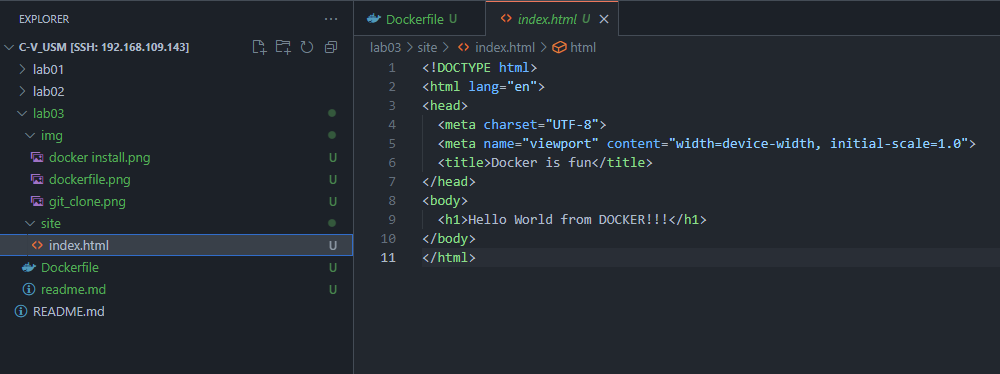 EXPLORER
C-V_USM [SSH: 192.168.109.143]
lab01
lab02
lab03
img
docker install.png U
dockerfile.png U
git_clone.png U
site
index.html U
Dockerfile U
readme.md U
README.md
Dockerfile U
index.html U
lab03 > site > index.html > html
1 <!DOCTYPE html>
2 <html lang="en">
3 <head>
4 <meta charset="UTF-8">
5 <meta name="viewport" content="width=device-width, initial-scale=1.0">
6 <title>Docker is fun</title>
7 </head>
8 <body>
9 <h1>Hello World from DOCKER!!!</h1>
10 </body>
11 </html>